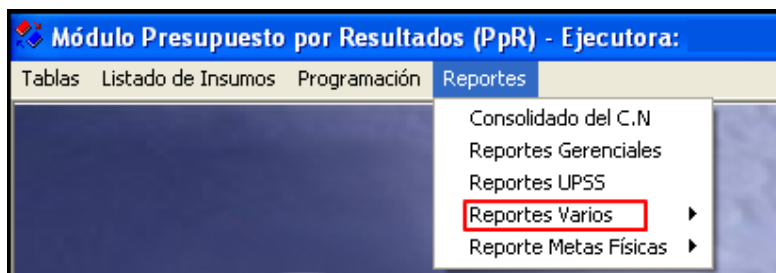 Módulo Presupuesto por Resultados (PpR) - Ejecutora:
Tablas Listado de Insumos Programación Reportes
Consolidado del C.N
Reportes Gerenciales
Reportes UPSS
Reportes Varios
Reporte Metas Físicas